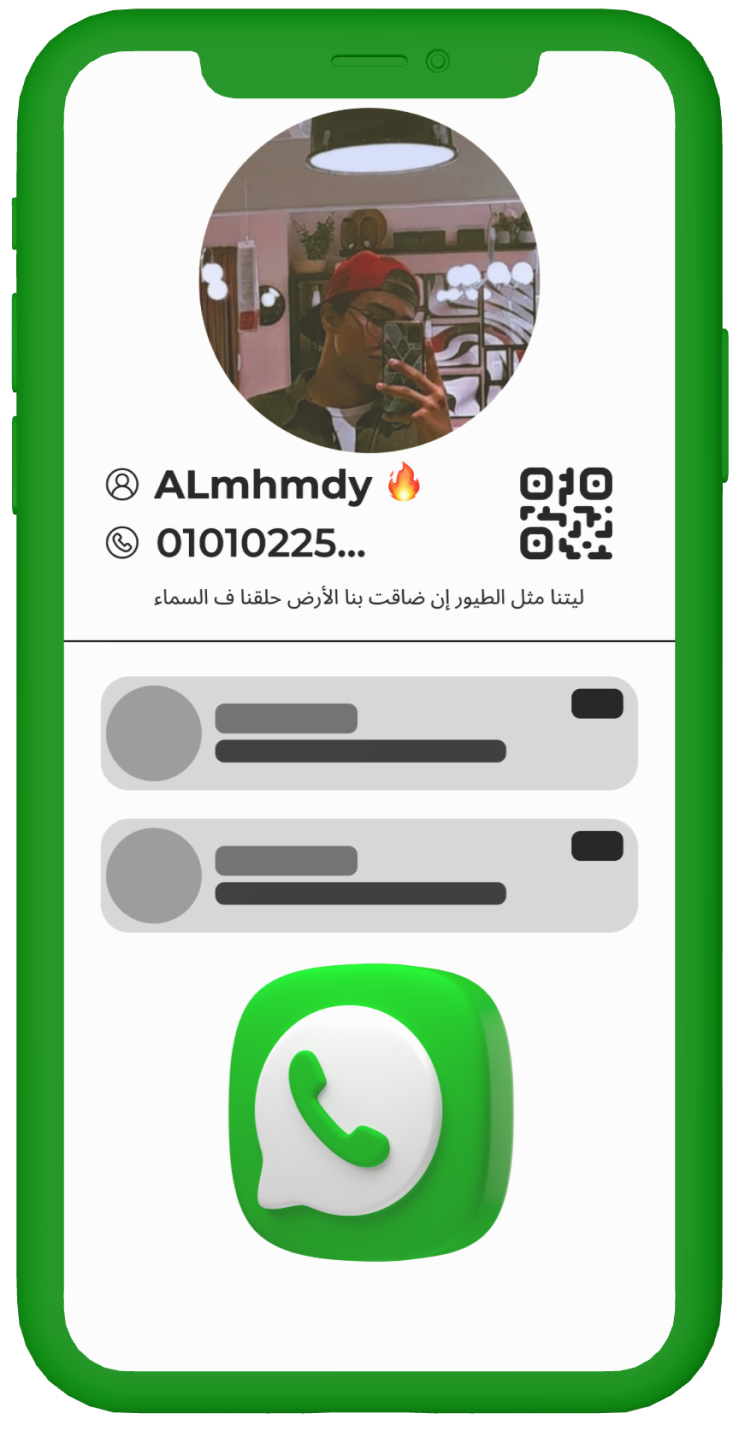 ALmhmdy 🔥
01010225...
ليتنا مثل الطيور إن ضاقت بنا الأرض حلقنا ف السماء